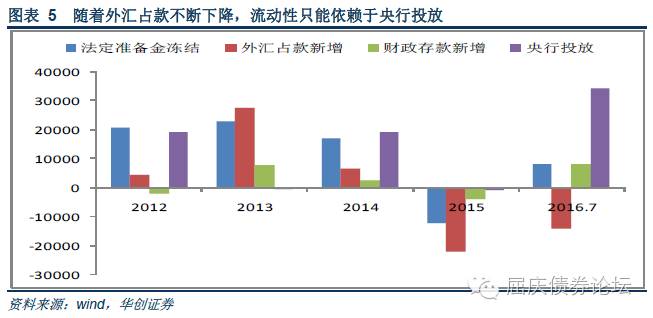 图表 5 随着外汇占款不断下降，流动性只能依赖于央行投放
法定准备金冻结 外汇占款新增 财政存款新增 央行投放
40000
30000
20000
10000
0
-10000
-20000
-30000
2012 2013 2014 2015 2016.7
屈庆债券论坛
资料来源：wind，华创证券